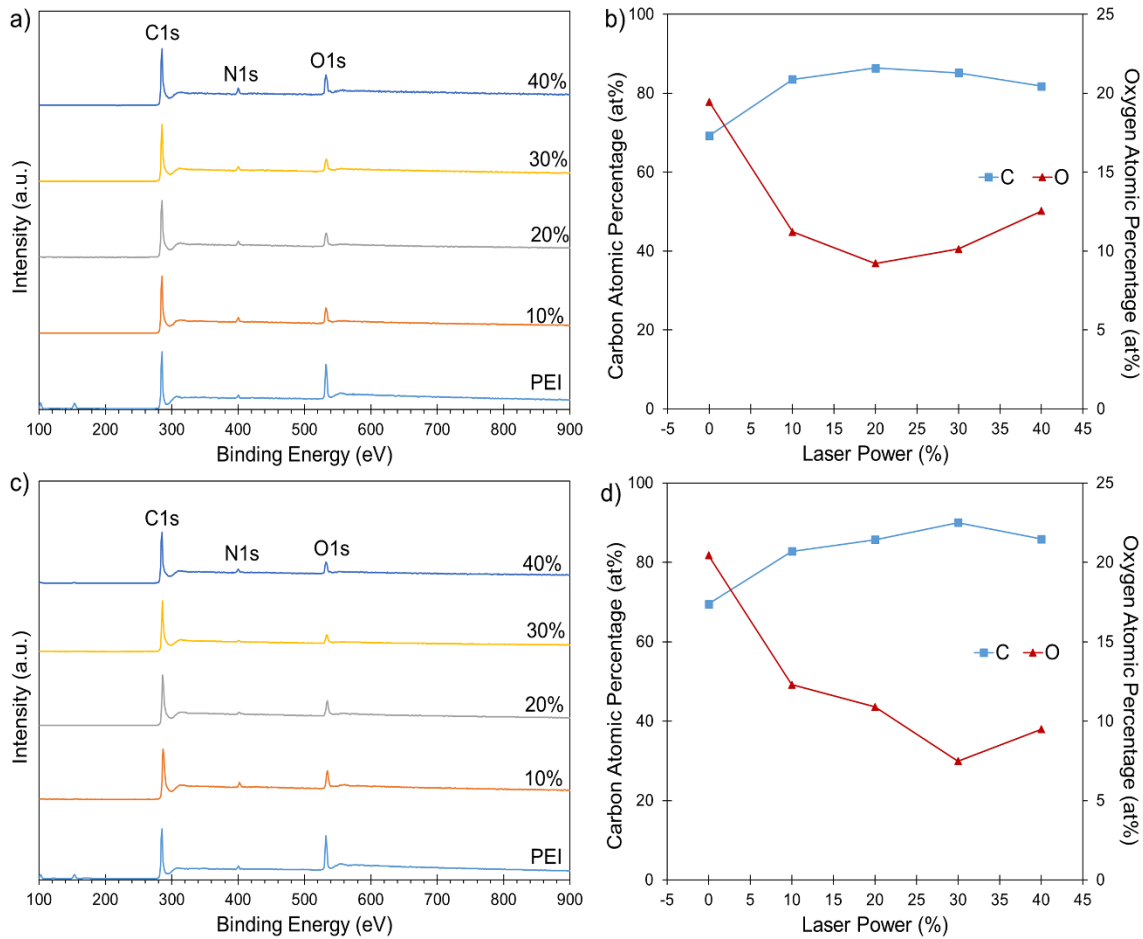 a)
C1s
N1s
O1s
40%
30%
20%
10%
PEI
Intensity (a.u.)
100 200 300 400 500 600 700 800 900
Binding Energy (eV)
b)
100
80
60
40
20
0
Carbon Atomic Percentage (at%)
C O
25
20
15
10
5
0
Oxygen Atomic Percentage (at%)
-5 0 5 10 15 20 25 30 35 40 45
Laser Power (%)
c)
C1s
N1s
O1s
40%
30%
20%
10%
PEI
Intensity (a.u.)
100 200 300 400 500 600 700 800 900
Binding Energy (eV)
d)
100
80
60
40
20
0
Carbon Atomic Percentage (at%)
C O
25
20
15
10
5
0
Oxygen Atomic Percentage (at%)
-5 0 5 10 15 20 25 30 35 40 45
Laser Power (%)